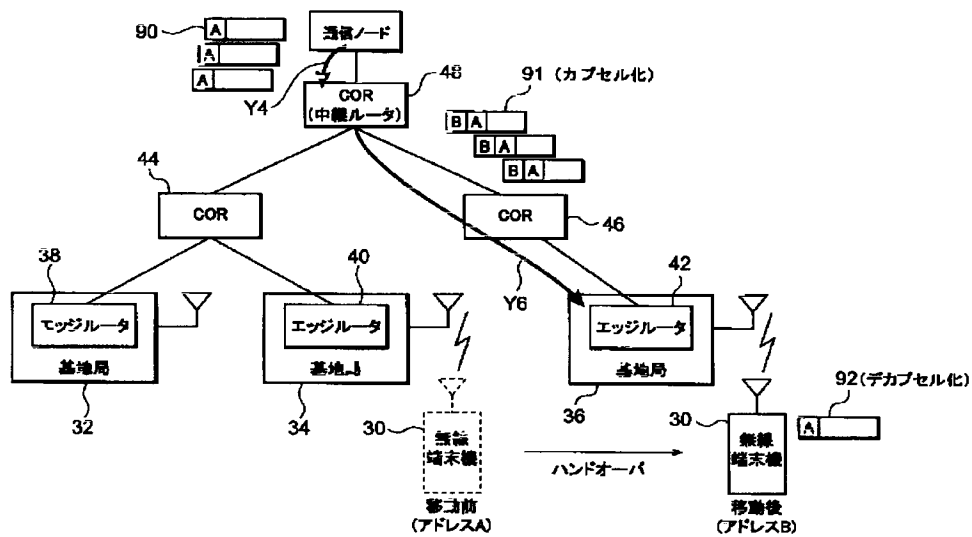 90
A
A
A
通信ノード
Y4
48
COR
(中継ルータ)
91 (カプセル化)
B A
B A
B A
44
COR
COR
46
38
40
Y6
42
エッジルータ
エッジルータ
エッジルータ
基地局
基地局
基地局
32
34
36
92(デカプセル化)
A
30
無線
端末機
30
無線
端末機
ハンドオーバ
移動前
(アドレスA)
移動後
(アドレスB)